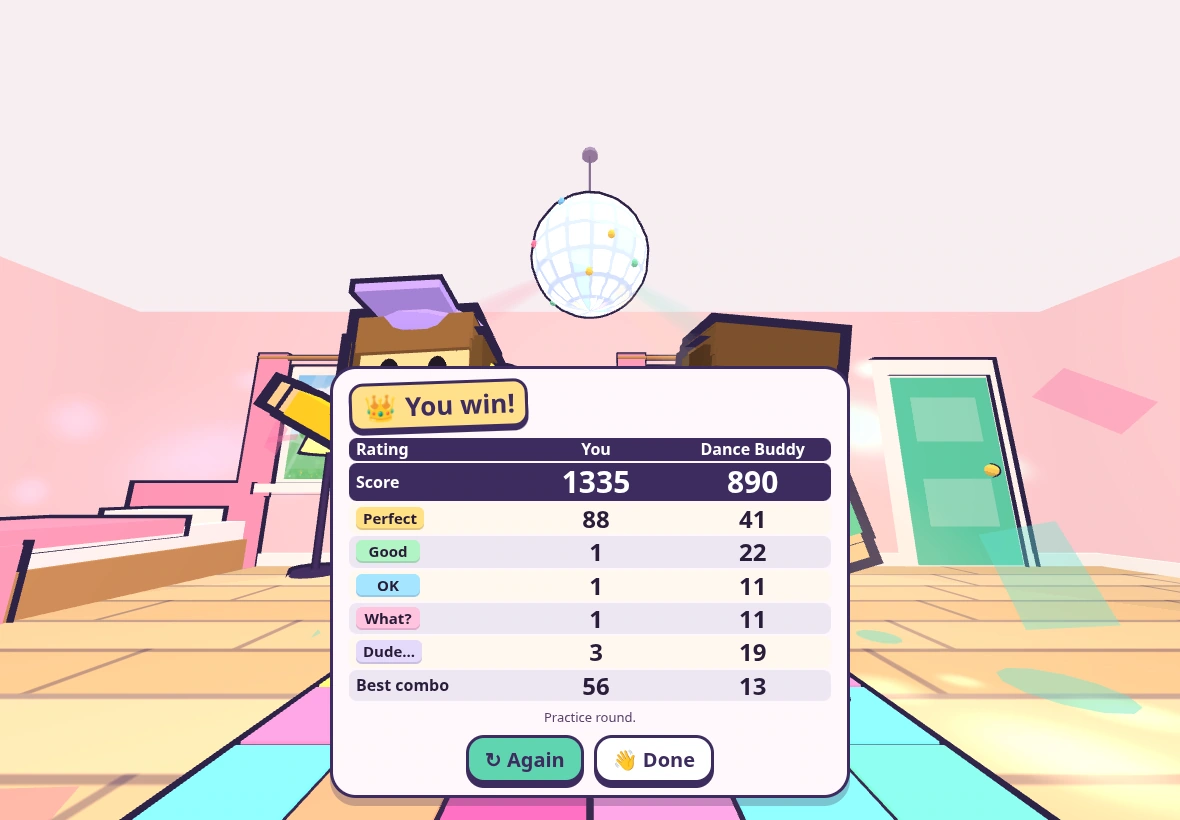 👑 You win!
Rating You Dance Buddy
Score 1335 890
Perfect 88 41
Good 1 22
OK 1 11
What? 1 11
Dude... 3 19
Best combo 56 13
Practice round.
↻ Again 👋 Done